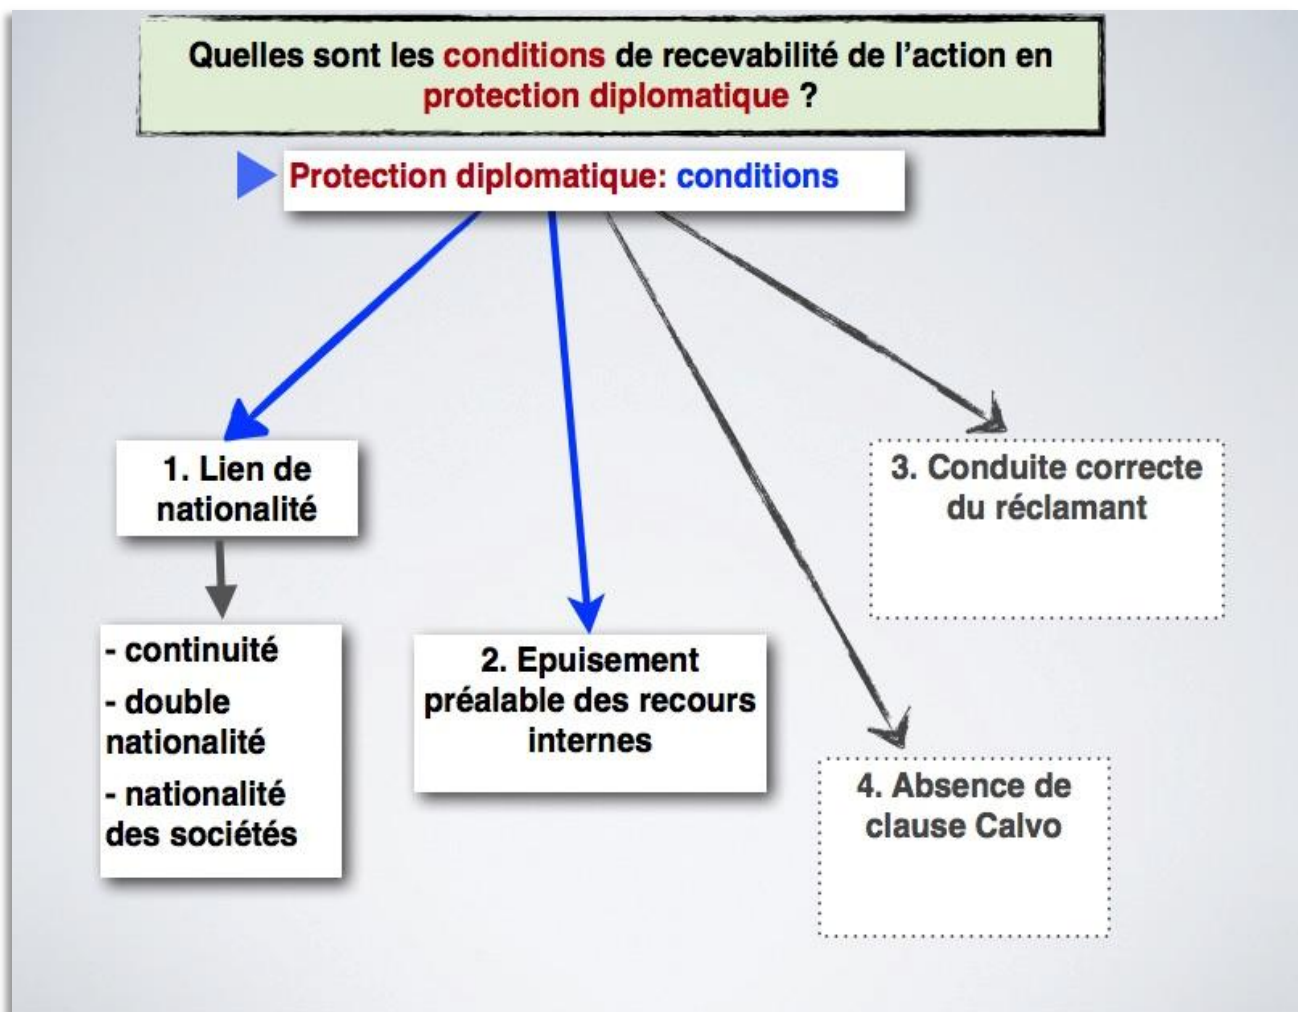 Quelles sont les conditions de recevabilité de l’action en
protection diplomatique ?
Protection diplomatique: conditions
1. Lien de
nationalité
- continuité
- double
nationalité
- nationalité
des sociétés
2. Epuisement
préalable des recours
internes
3. Conduite correcte
du réclamant
4. Absence de
clause Calvo